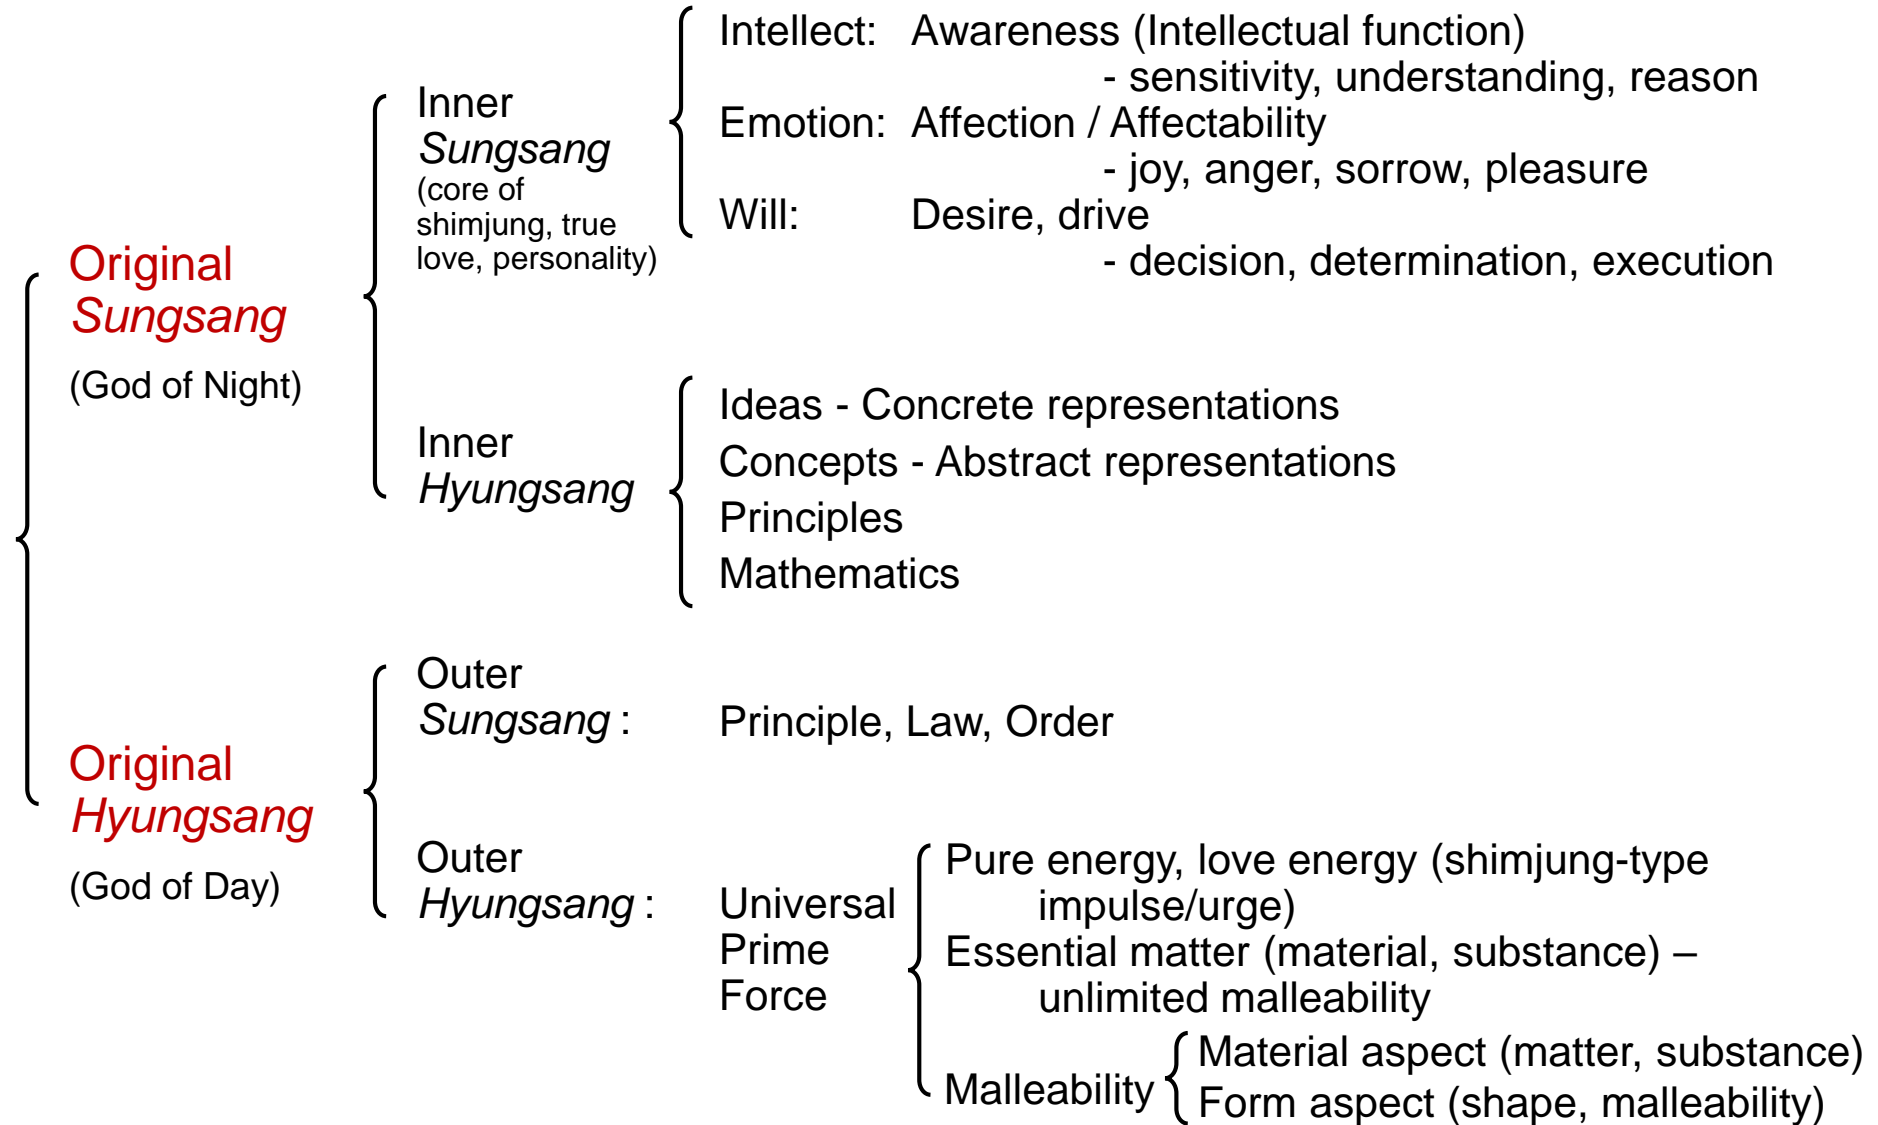 Original
Sungsang
(God of Night)
Inner
Sungsang
(core of
shimjung, true
love, personality)
Intellect: Awareness (Intellectual function)
- sensitivity, understanding, reason
Emotion: Affection / Affectability
- joy, anger, sorrow, pleasure
Will: Desire, drive
- decision, determination, execution
Inner
Hyungsang
Ideas - Concrete representations
Concepts - Abstract representations
Principles
Mathematics
Original
Hyungsang
(God of Day)
Outer
Sungsang :
Principle, Law, Order
Outer
Hyungsang :
Universal
Prime
Force
Pure energy, love energy (shimjung-type
impulse/urge)
Essential matter (material, substance) –
unlimited malleability
Malleability
Material aspect (matter, substance)
Form aspect (shape, malleability)